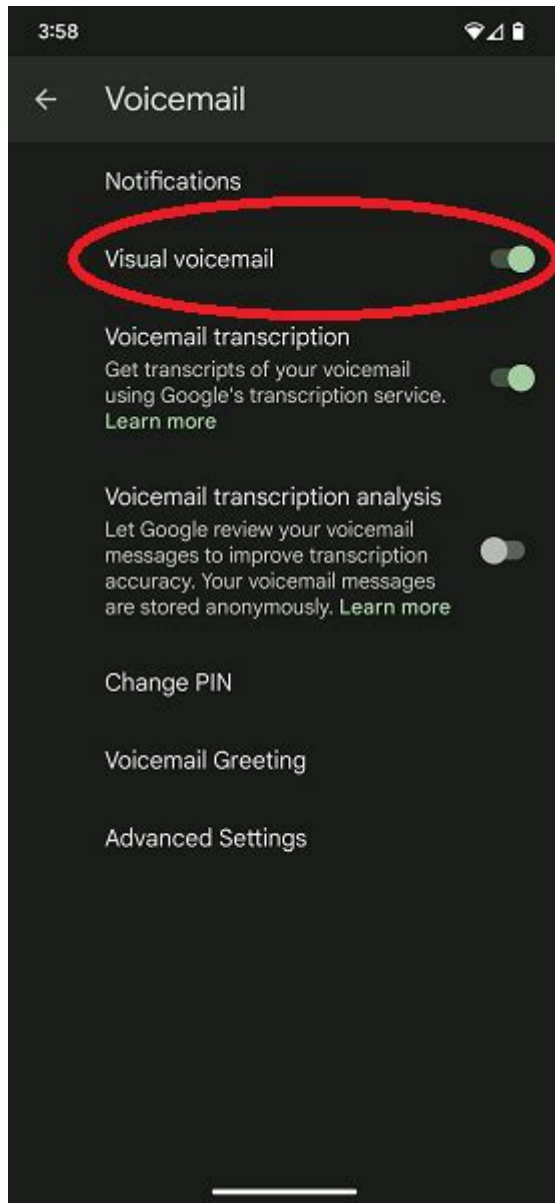 3:58
Voicemail
Notifications
Visual voicemail
Voicemail transcription
Get transcripts of your voicemail
using Google's transcription service.
Learn more
Voicemail transcription analysis
Let Google review your voicemail
messages to improve transcription
accuracy. Your voicemail messages
are stored anonymously. Learn more
Change PIN
Voicemail Greeting
Advanced Settings